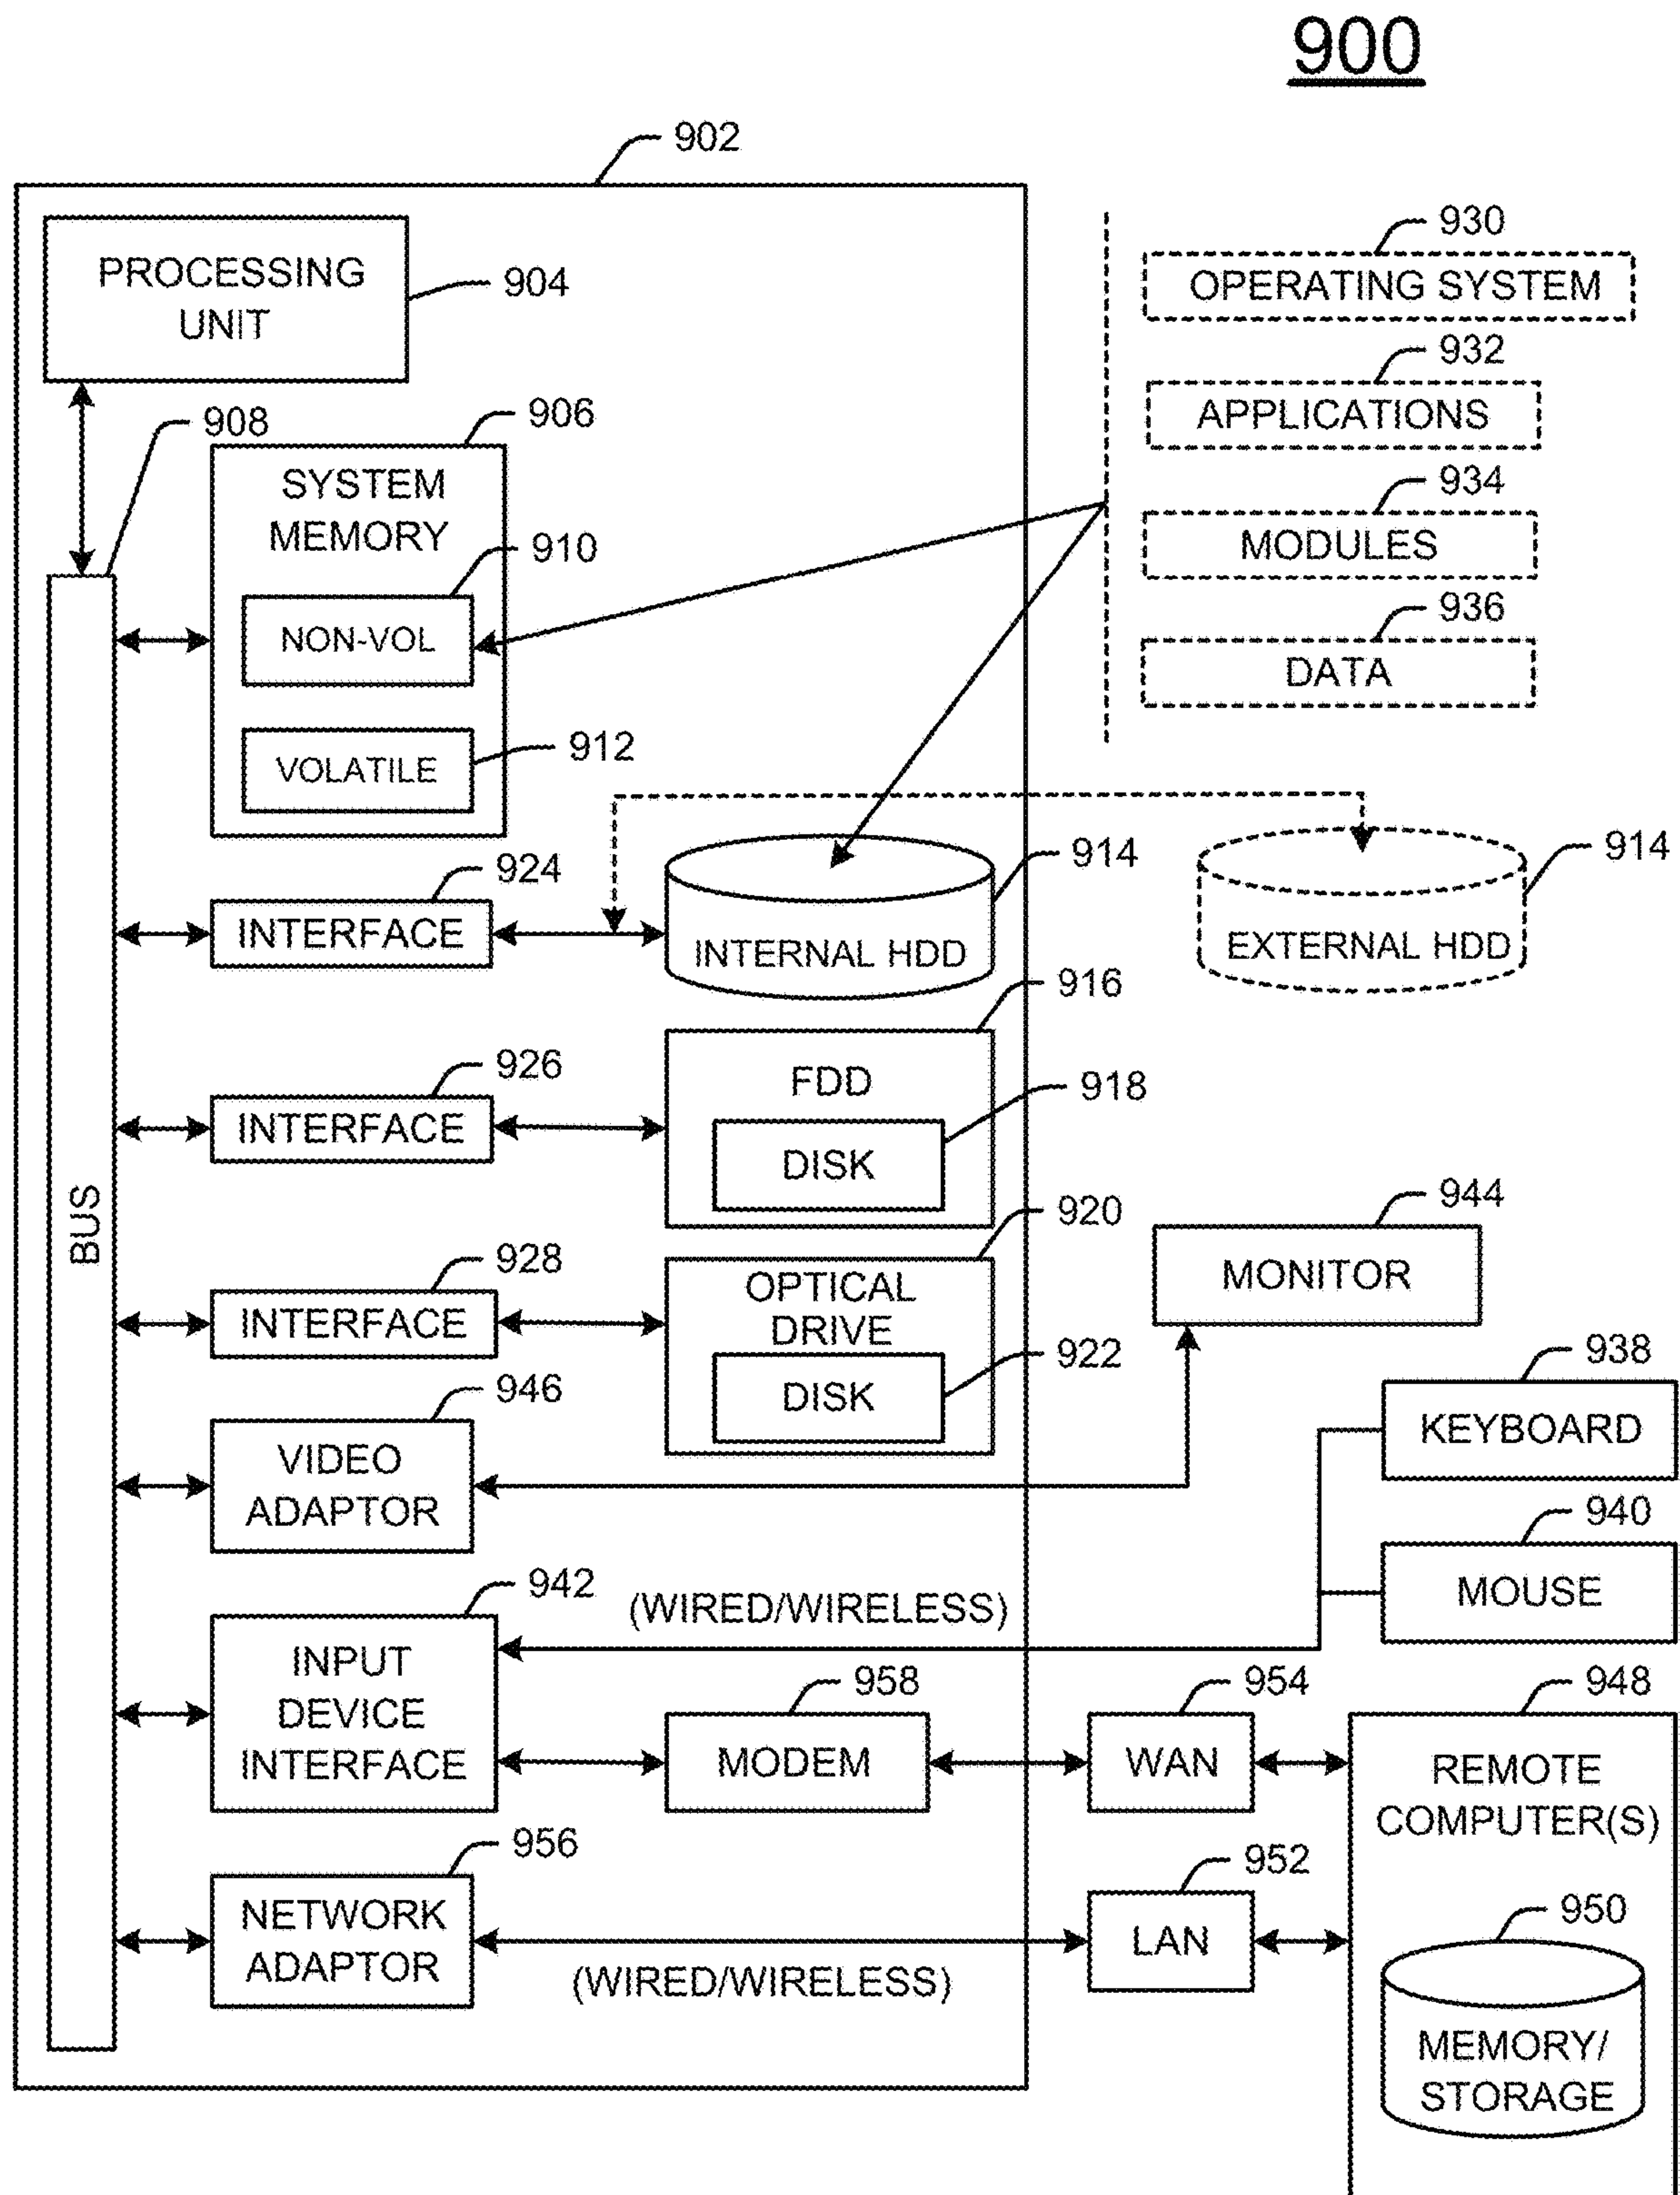 900
902
PROCESSING
UNIT
904
930
OPERATING SYSTEM
932
APPLICATIONS
934
MODULES
936
DATA
908
906
SYSTEM
MEMORY
910
NON-VOL
912
VOLATILE
924
INTERFACE
914
INTERNAL HDD
914
EXTERNAL HDD
916
926
INTERFACE
FDD
918
DISK
BUS
920
928
INTERFACE
OPTICAL
DRIVE
922
DISK
944
MONITOR
946
VIDEO
ADAPTOR
938
KEYBOARD
940
MOUSE
942
(WIRED/WIRELESS)
INPUT
DEVICE
INTERFACE
958
MODEM
954
WAN
948
REMOTE
COMPUTER(S)
956
NETWORK
ADAPTOR
(WIRED/WIRELESS)
952
LAN
950
MEMORY/
STORAGE